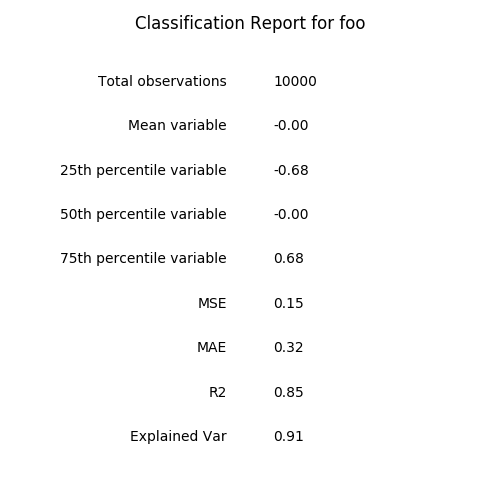 Classification Report for foo
Total observations 10000
Mean variable -0.00
25th percentile variable -0.68
50th percentile variable -0.00
75th percentile variable 0.68
MSE 0.15
MAE 0.32
R2 0.85
Explained Var 0.91